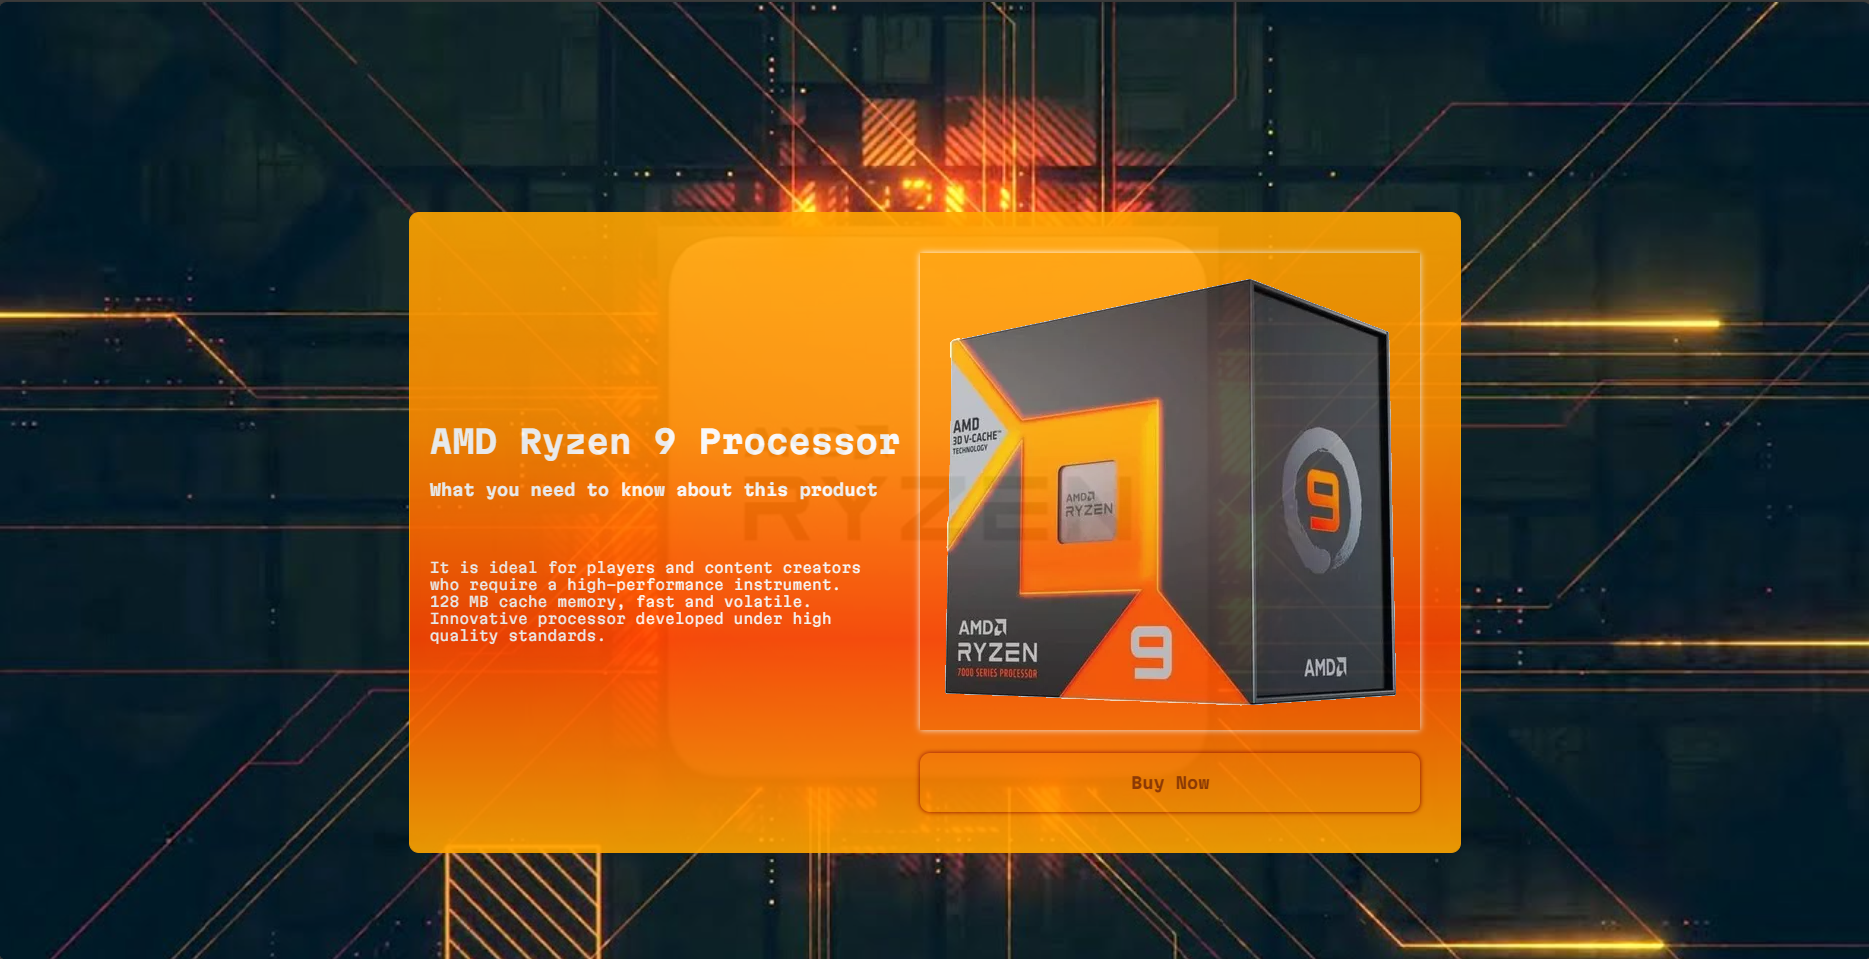 AMD Ryzen 9 Processor
What you need to know about this product
It is ideal for players and content creators
who require a high-performance instrument.
128 MB cache memory, fast and volatile.
Innovative processor developed under high
quality standards.
RYZEN
AMD
3D V-CACHE™
TECHNOLOGY
AMD
RYZEN
9
AMD
RYZEN
7000 SERIES PROCESSOR
9
AMD
Buy Now